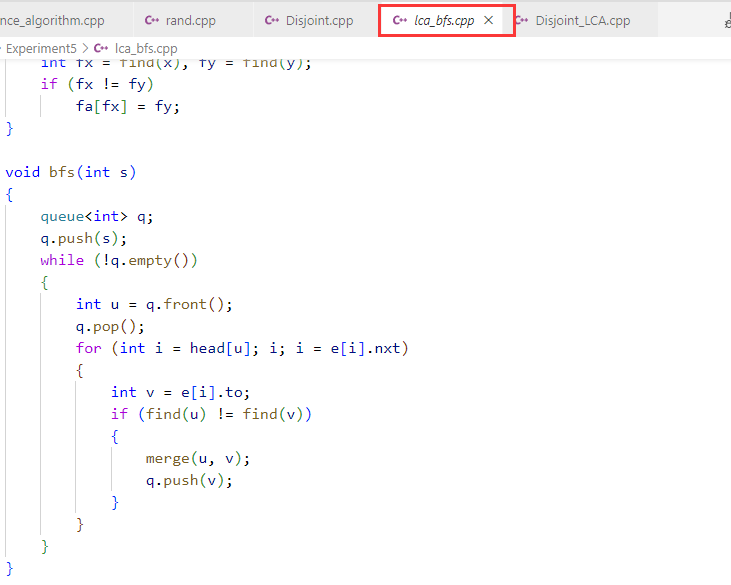 nce_algorithm.cpp C++ rand.cpp C++ Disjoint.cpp C++ lca_bfs.cpp × C++ Disjoint_LCA.cpp
Experiment5 > C++ lca_bfs.cpp
int fx = find(x), fy = find(y);
if (fx != fy)
fa[fx] = fy;
}
void bfs(int s)
{
queue<int> q;
q.push(s);
while (!q.empty())
{
int u = q.front();
q.pop();
for (int i = head[u]; i; i = e[i].nxt)
{
int v = e[i].to;
if (find(u) != find(v))
{
merge(u, v);
q.push(v);
}
}
}
}